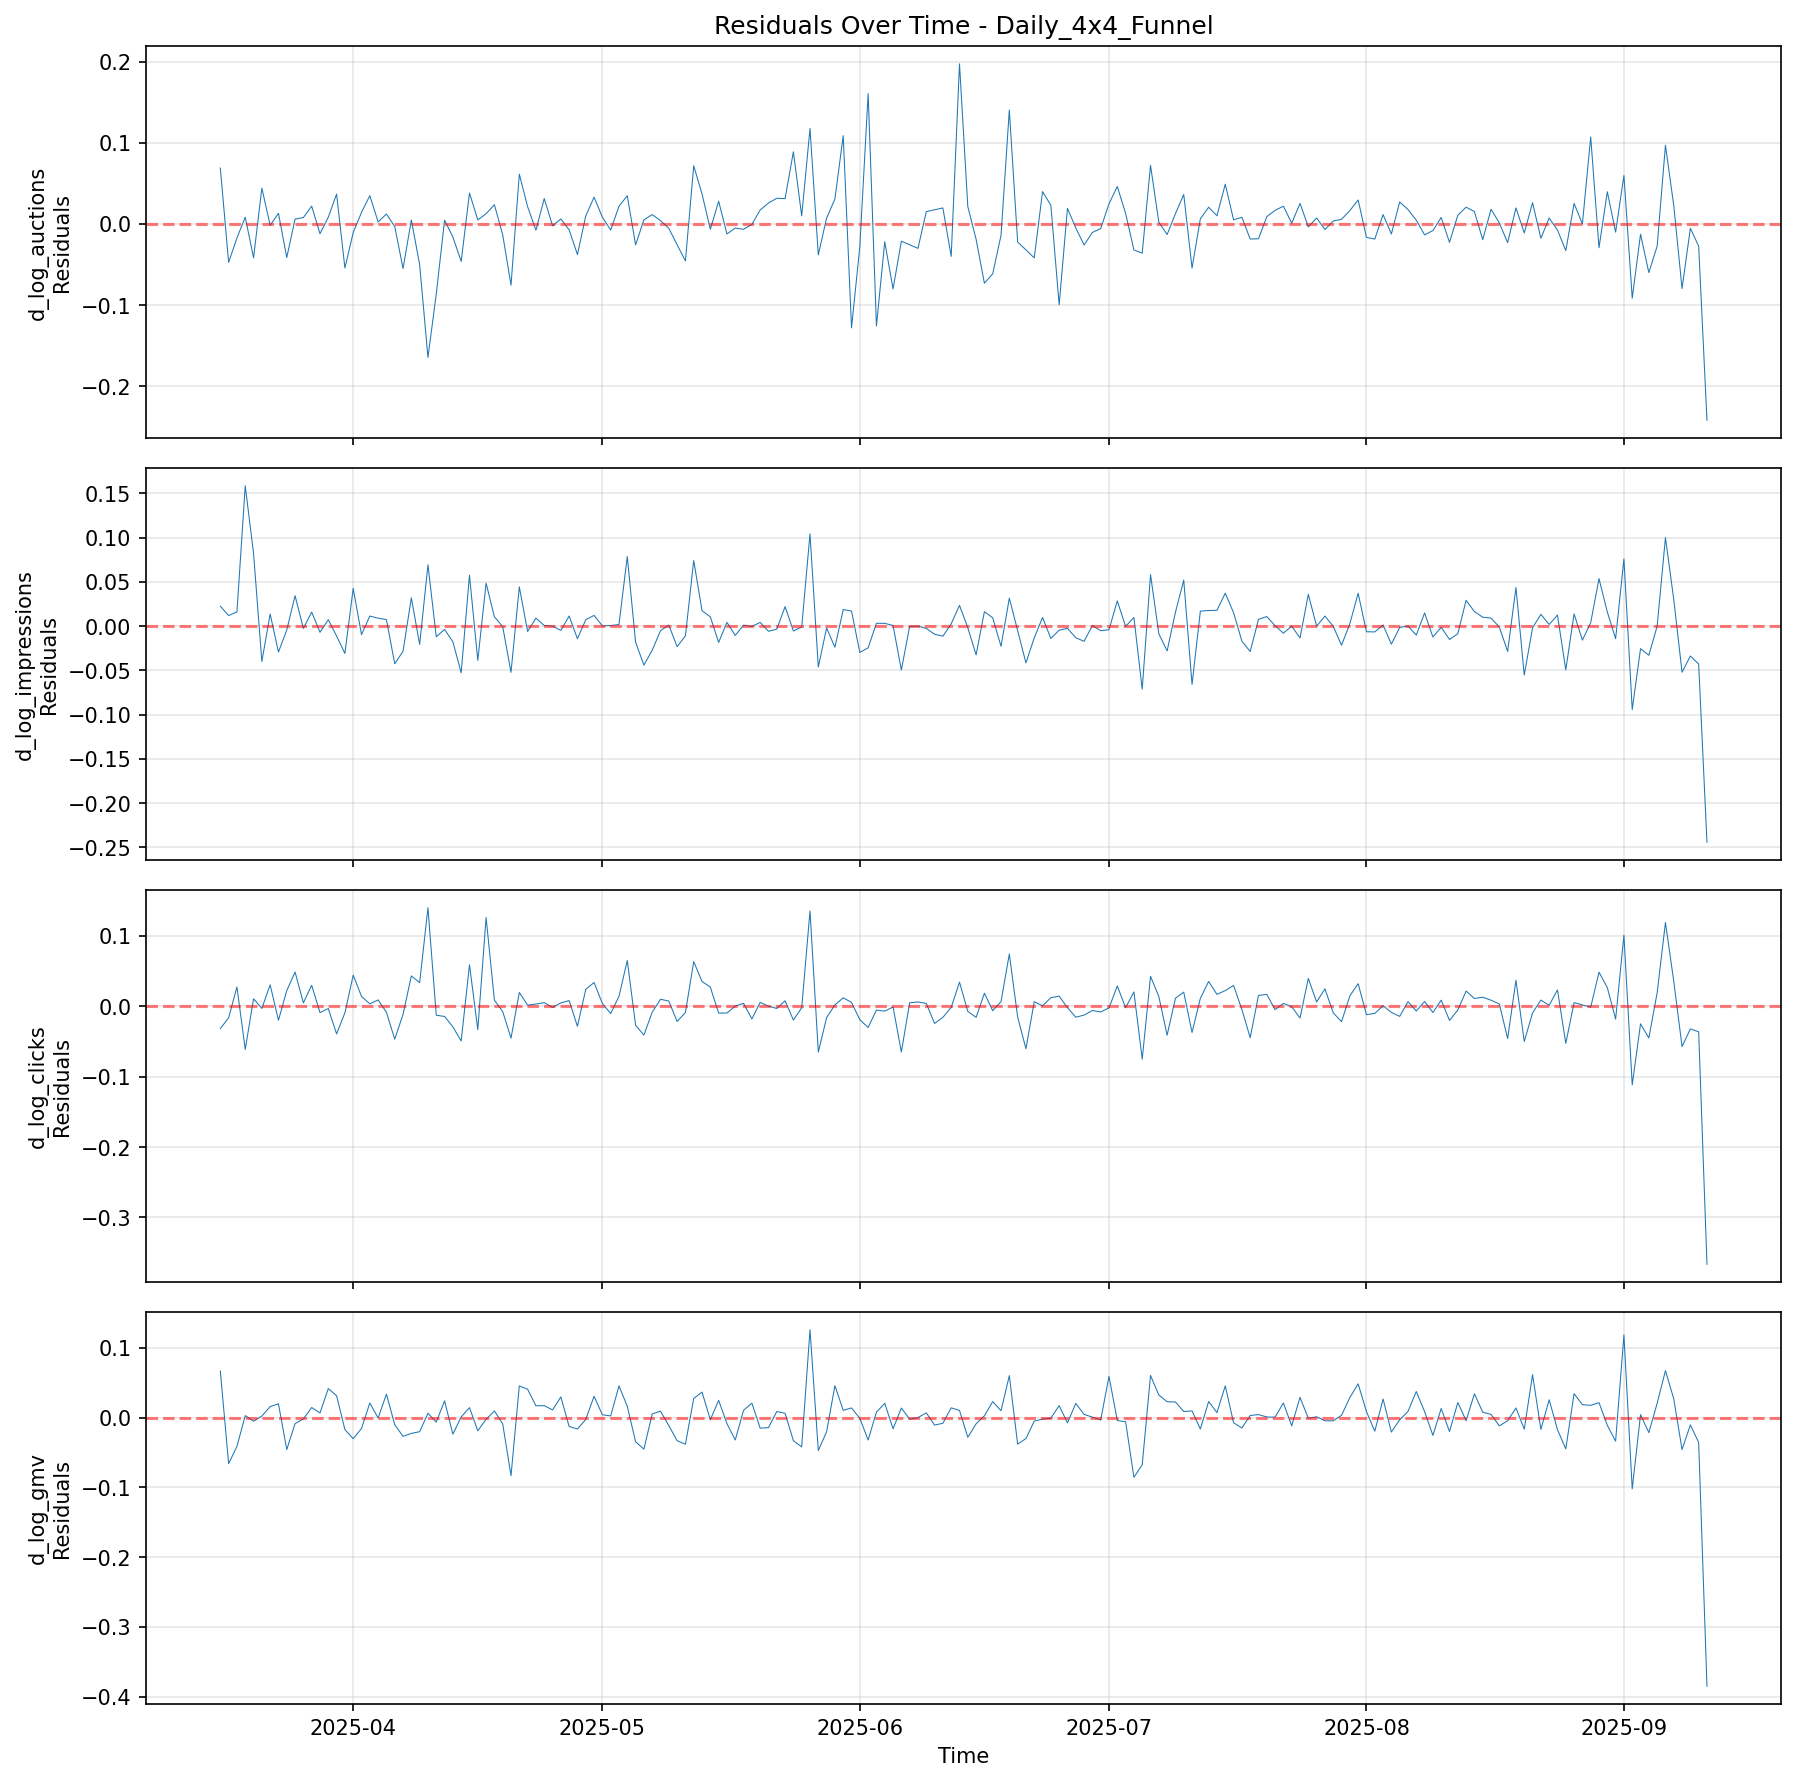 Residuals Over Time - Daily_4x4_Funnel
0.2
0.1
0.0
−0.1
−0.2
d_log_auctions
Residuals
0.15
0.10
0.05
0.00
−0.05
−0.10
−0.15
−0.20
−0.25
d_log_impressions
Residuals
0.1
0.0
−0.1
−0.2
−0.3
d_log_clicks
Residuals
0.1
0.0
−0.1
−0.2
−0.3
−0.4
d_log_gmv
Residuals
2025-04 2025-05 2025-06 2025-07 2025-08 2025-09
Time